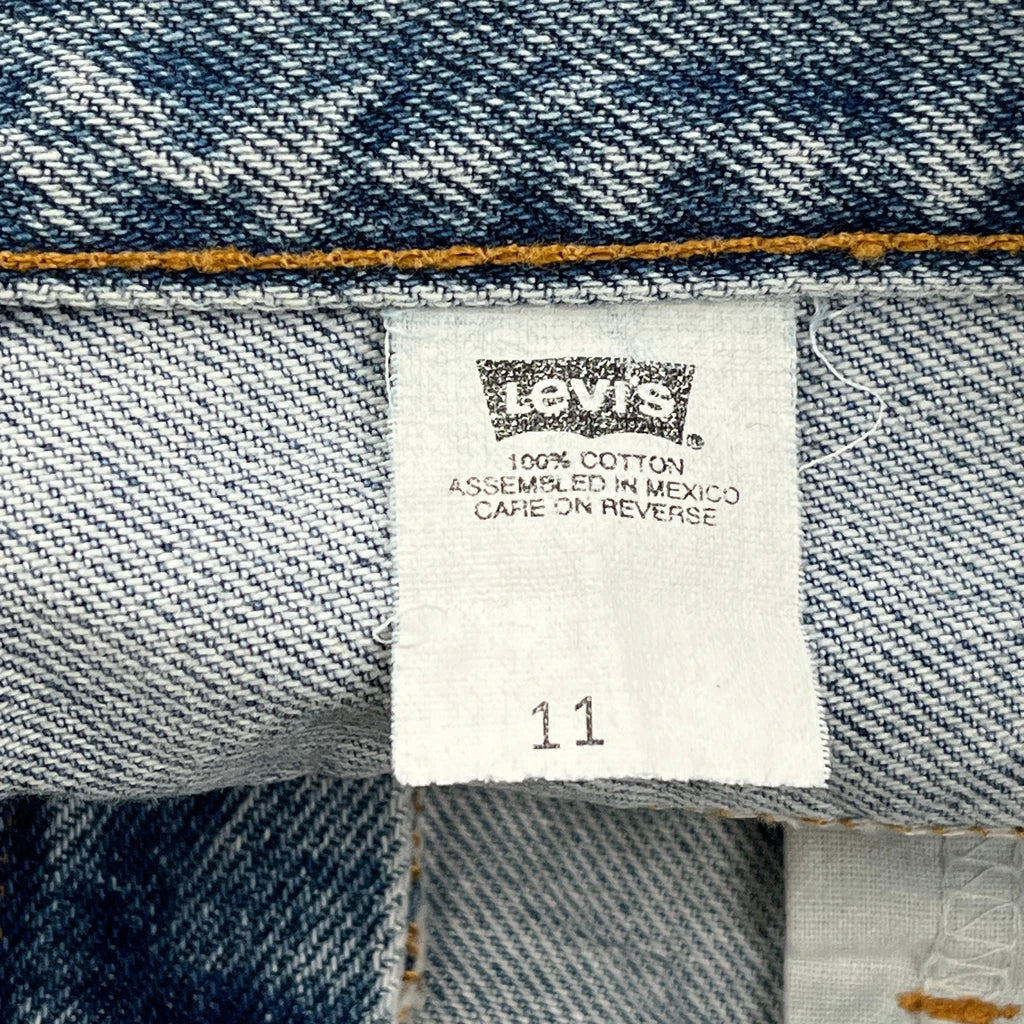 Levi's ®
100% COTTON
ASSEMBLED IN MEXICO
CARE ON REVERSE
11